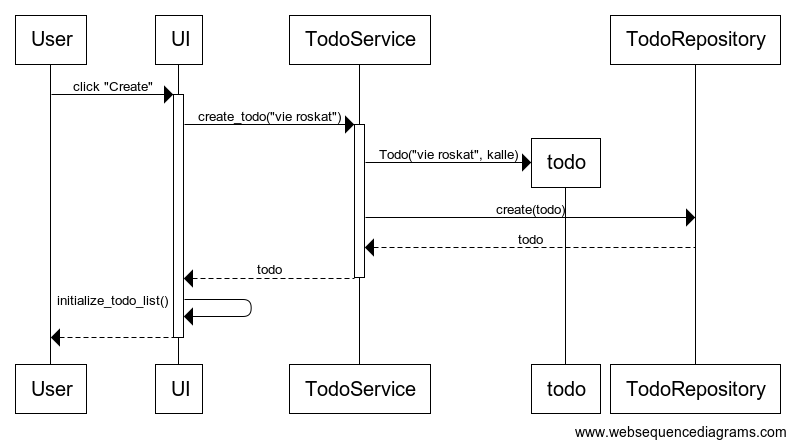 User
UI
TodoService
TodoRepository
click "Create"
create_todo("vie roskat")
Todo("vie roskat", kalle)
todo
create(todo)
todo
todo
initialize_todo_list()
User
UI
TodoService
todo
TodoRepository
www.websequencediagrams.com